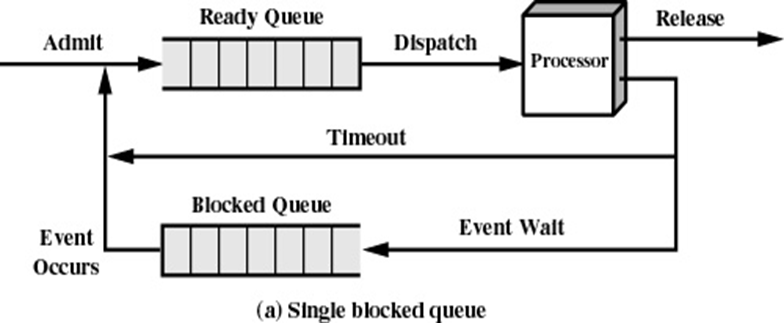 Ready Queue
Release
Admit
Dispatch
Processor
Timeout
Blocked Queue
Event Wait
Event
Occurs
(a) Single blocked queue